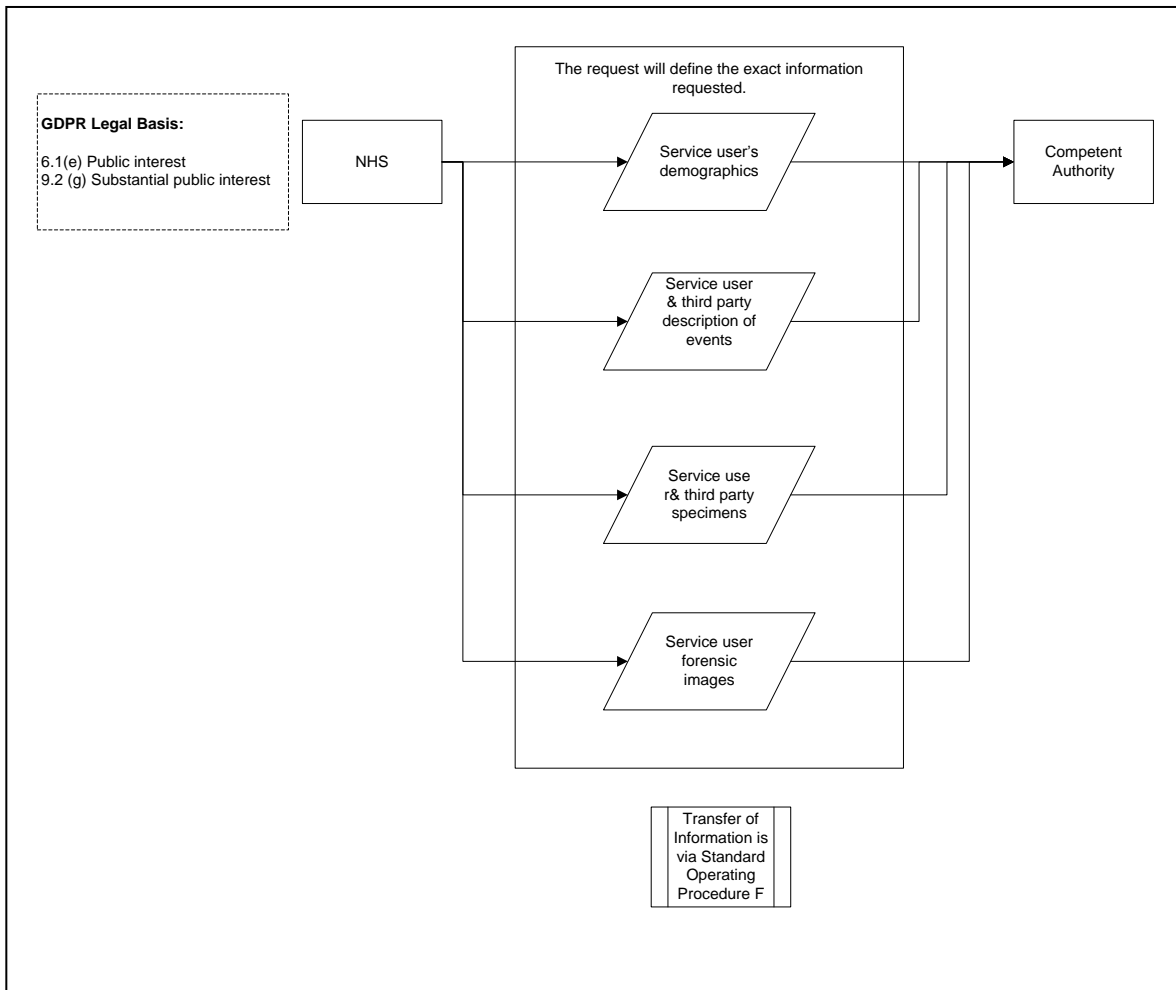 The request will define the exact information
requested.
GDPR Legal Basis:
6.1(e) Public interest
9.2 (g) Substantial public interest
NHS
Service user's
demographics
Competent
Authority
Service user
& third party
description of
events
Service use
r& third party
specimens
Service user
forensic
images
Transfer of
Information is
via Standard
Operating
Procedure F